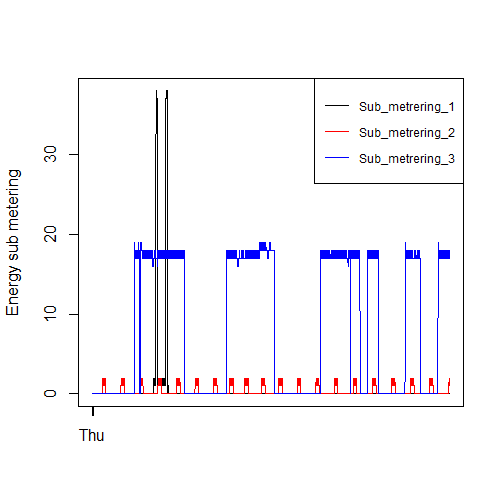 Energy sub metering
30
20
10
0
Thu
Sub_metrering_1
Sub_metrering_2
Sub_metrering_3